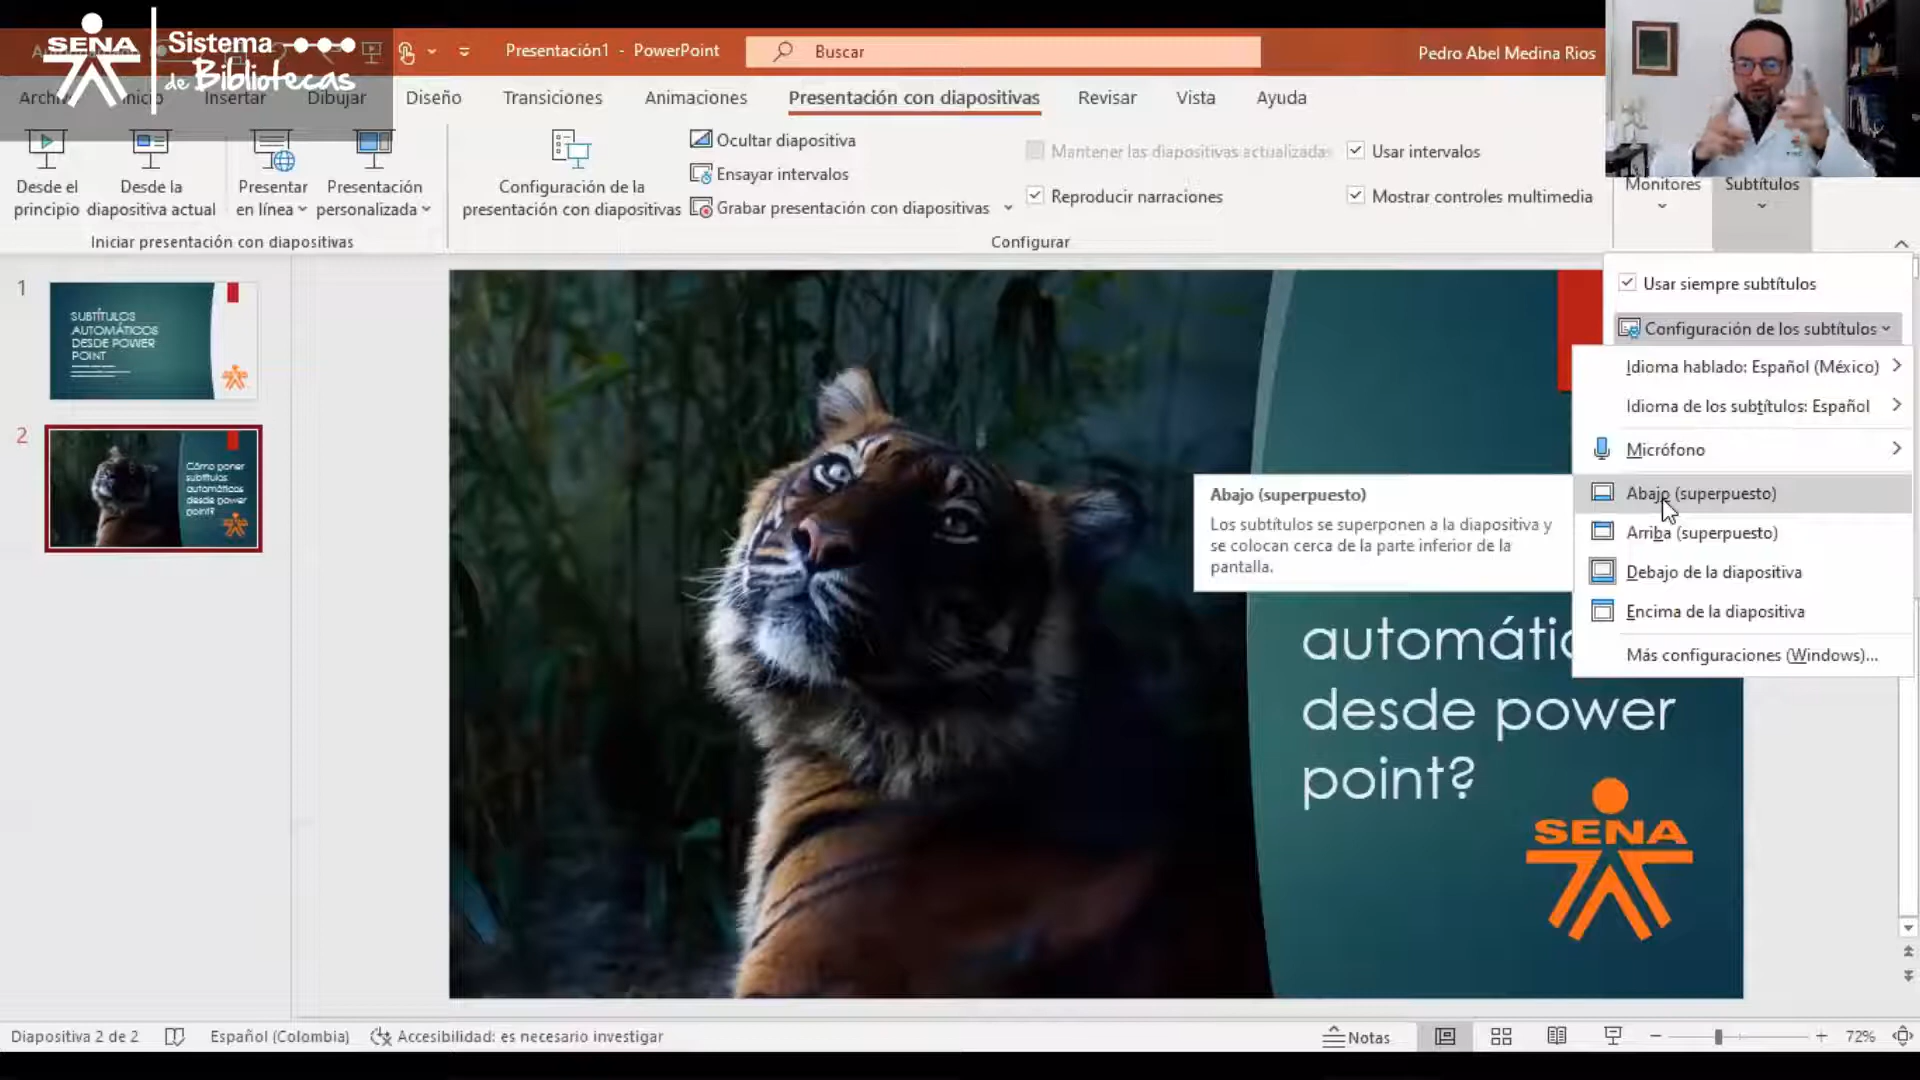 SENA
Sistema
de Bibliotecas
Presentación1 - PowerPoint
Buscar
Pedro Abel Medina Rios
Inicio
Insertar
Dibujar
Diseño
Transiciones
Animaciones
Presentación con diapositivas
Revisar
Vista
Ayuda
Desde el
principio
Desde la
diapositiva actual
Presentar
en línea
Presentación
personalizada
Iniciar presentación con diapositivas
Configuración de la
presentación con diapositivas
Ocultar diapositiva
Ensayar intervalos
Grabar presentación con diapositivas
Mantener las diapositivas actualizadas
Reproducir narraciones
Usar intervalos
Mostrar controles multimedia
Configurar
Monitores
Subtítulos
Usar siempre subtítulos
Configuración de los subtítulos
Idioma hablado: Español (México)
Idioma de los subtítulos: Español
Micrófono
Abajo (superpuesto)
Arriba (superpuesto)
Debajo de la diapositiva
Encima de la diapositiva
Más configuraciones (Windows)...
Abajo (superpuesto)
Los subtítulos se superponen a la diapositiva y
se colocan cerca de la parte inferior de la
pantalla.
1
SUBTÍTULOS
AUTOMÁTICOS
DESDE POWER
POINT
2
Cómo poner
subtítulos
automáticos
desde power
point?
automátic
desde power
point?
SENA
Diapositiva 2 de 2
Español (Colombia)
Accesibilidad: es necesario investigar
Notas
72%